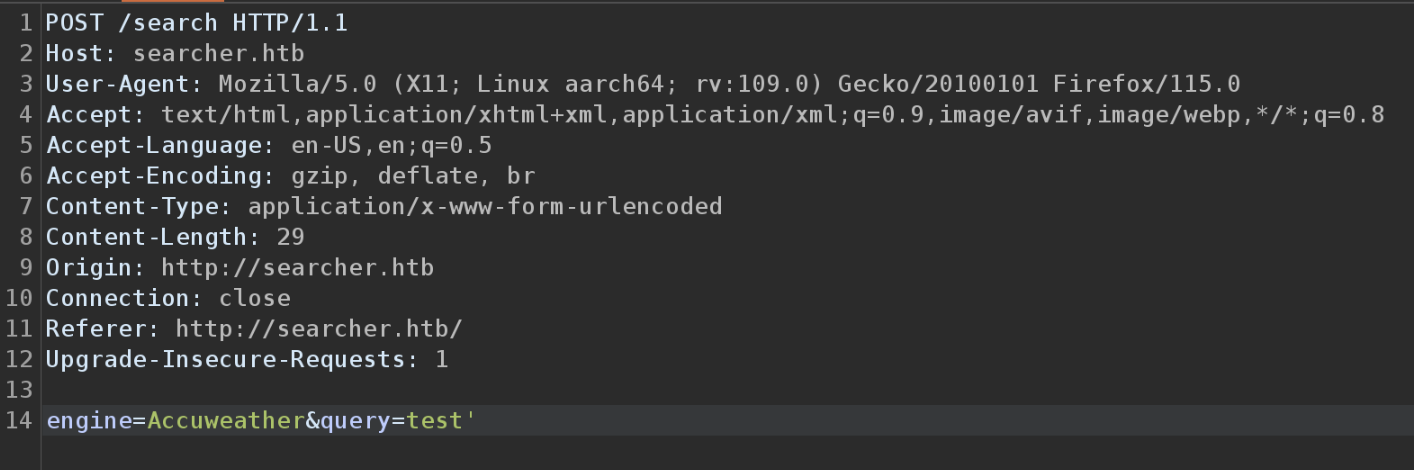 1 POST /search HTTP/1.1
2 Host: searcher.htb
3 User-Agent: Mozilla/5.0 (X11; Linux aarch64; rv:109.0) Gecko/20100101 Firefox/115.0
4 Accept: text/html,application/xhtml+xml,application/xml;q=0.9,image/avif,image/webp,*/*;q=0.8
5 Accept-Language: en-US,en;q=0.5
6 Accept-Encoding: gzip, deflate, br
7 Content-Type: application/x-www-form-urlencoded
8 Content-Length: 29
9 Origin: http://searcher.htb
10 Connection: close
11 Referer: http://searcher.htb/
12 Upgrade-Insecure-Requests: 1
13
14 engine=Accuweather&query=test'